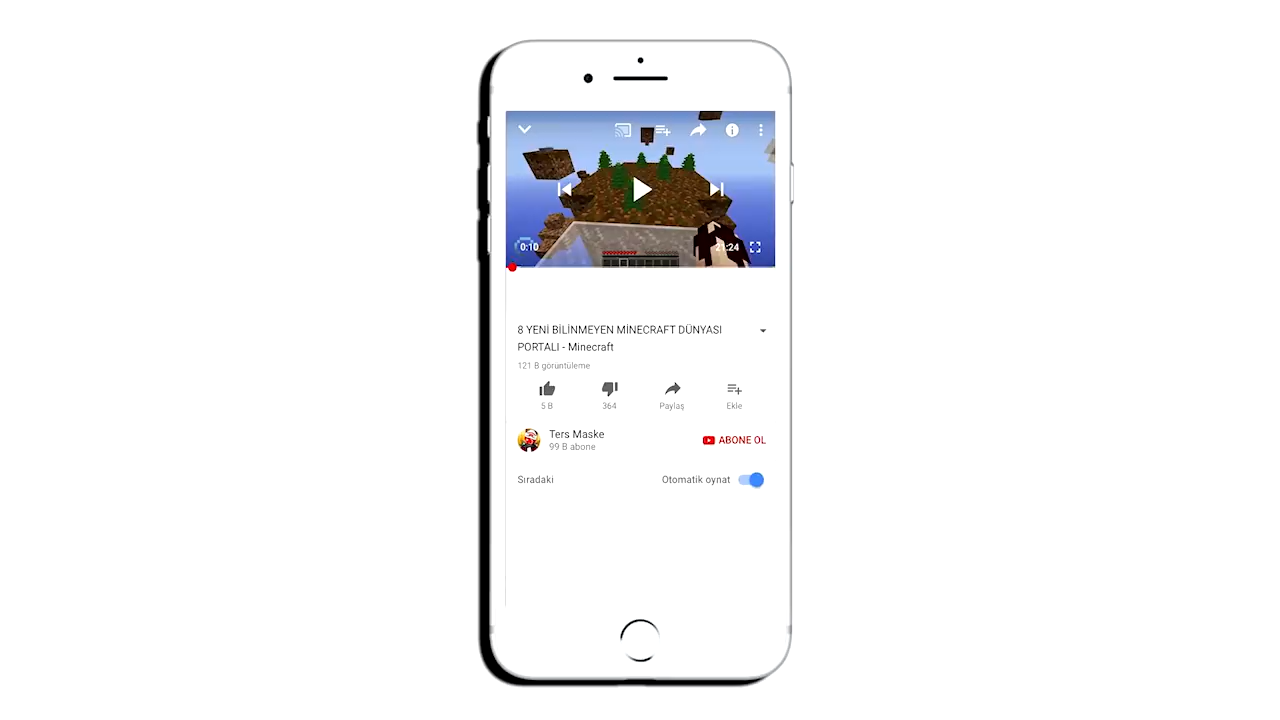 0:10
21:24
8 YENİ BİLİNMEYEN MİNECRAFT DÜNYASI
PORTALI - Minecraft
121 B görüntüleme
5 B
364
Paylaş
Ekle
Ters Maske
99 B abone
ABONE OL
Sıradaki
Otomatik oynat